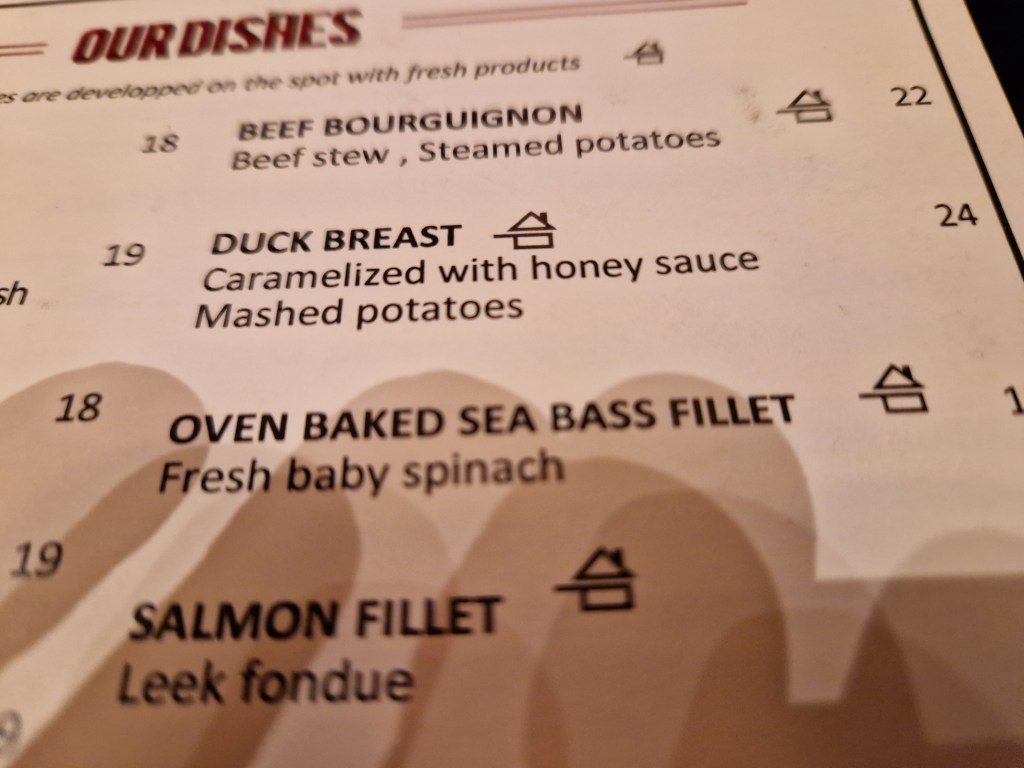 OUR DISHES
es are developped on the spot with fresh products
18 BEEF BOURGUIGNON 22
Beef stew , Steamed potatoes
19 DUCK BREAST 24
sh Caramelized with honey sauce
Mashed potatoes
18 OVEN BAKED SEA BASS FILLET 1
Fresh baby spinach
19
SALMON FILLET
Leek fondue